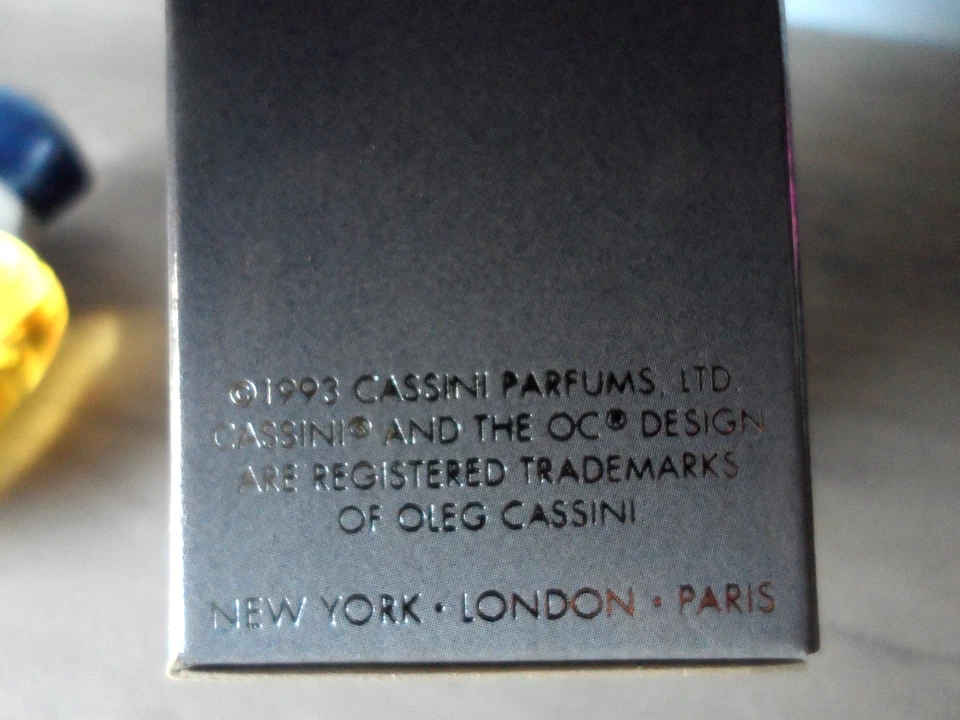 ©1993 CASSINI PARFUMS, LTD.
CASSINI® AND THE OC® DESIGN
ARE REGISTERED TRADEMARKS
OF OLEG CASSINI
NEW YORK • LONDON • PARIS